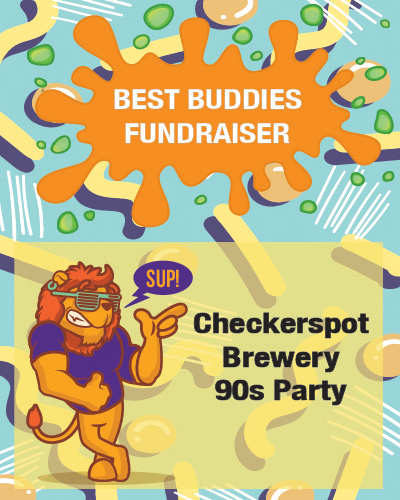 BEST BUDDIES
FUNDRAISER
SUP!
Checkerspot
Brewery
90s Party